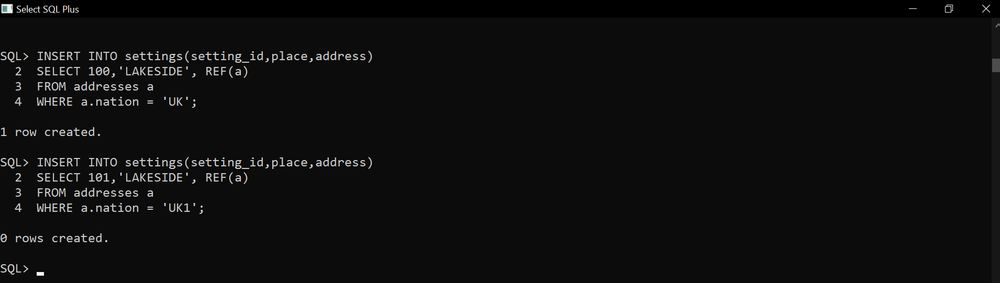 Select SQL Plus
SQL> INSERT INTO settings(setting_id,place,address)
  2  SELECT 100,'LAKESIDE', REF(a)
  3  FROM addresses a
  4  WHERE a.nation = 'UK';
1 row created.
SQL> INSERT INTO settings(setting_id,place,address)
  2  SELECT 101,'LAKESIDE', REF(a)
  3  FROM addresses a
  4  WHERE a.nation = 'UK1';
0 rows created.
SQL>